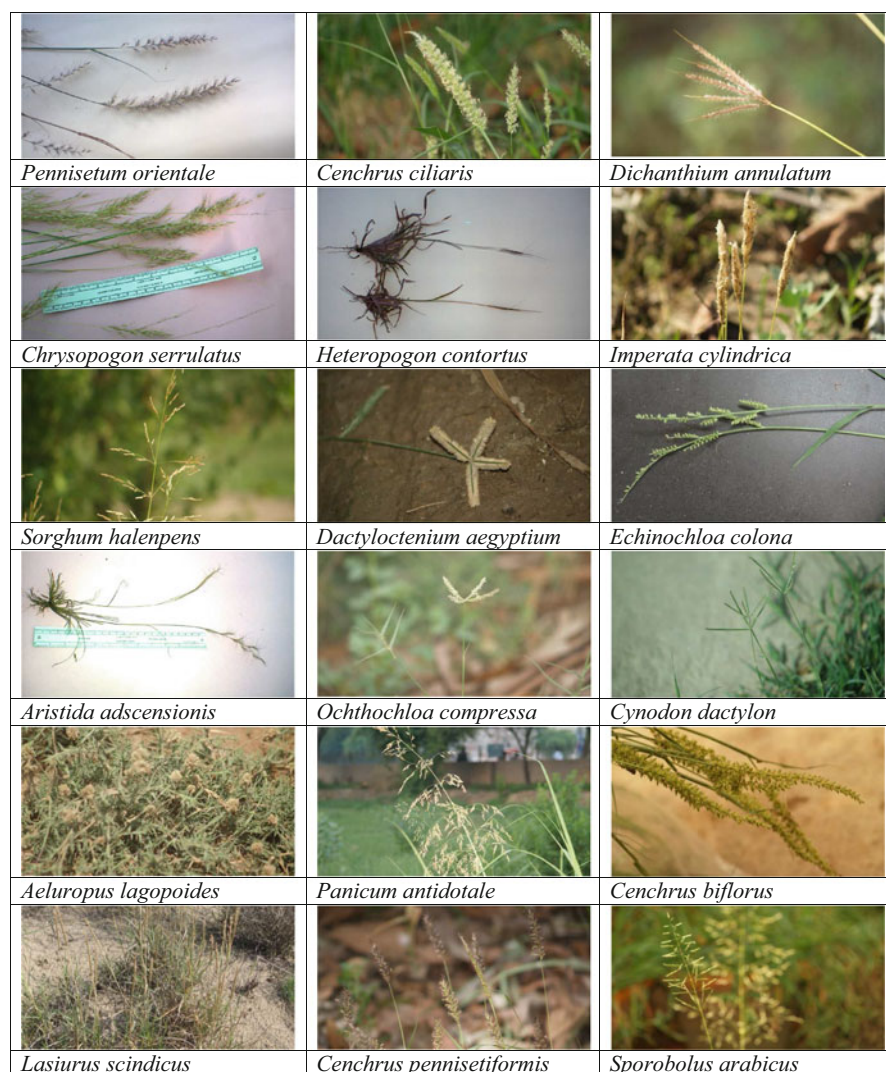 Pennisetum orientale
Cenchrus ciliaris
Dichanthium annulatum
Chrysopogon serrulatus
Heteropogon contortus
Imperata cylindrica
Sorghum halenpens
Dactyloctenium aegyptium
Echinochloa colona
Aristida adscensionis
Ochthochloa compressa
Cynodon dactylon
Aeluropus lagopoides
Panicum antidotale
Cenchrus biflorus
Lasiurus scindicus
Cenchrus pennisetiformis
Sporobolus arabicus